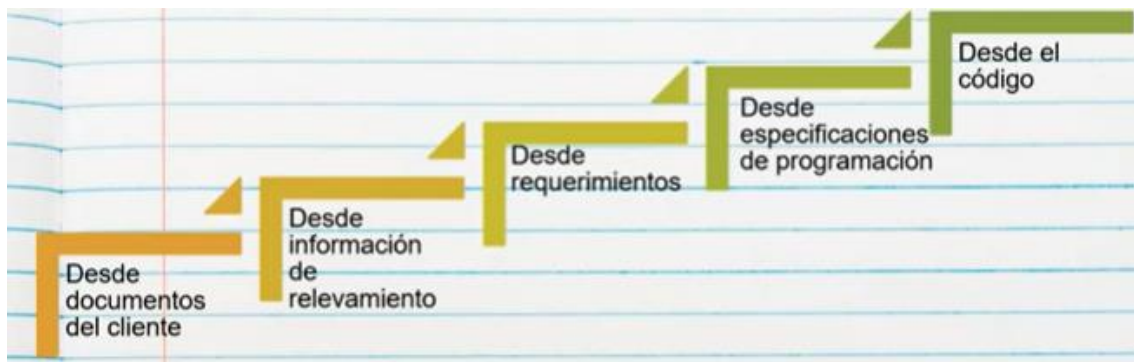 Desde
documentos
del cliente
Desde
información
de
relevamiento
Desde
requerimientos
Desde
especificaciones
de programación
Desde el
código